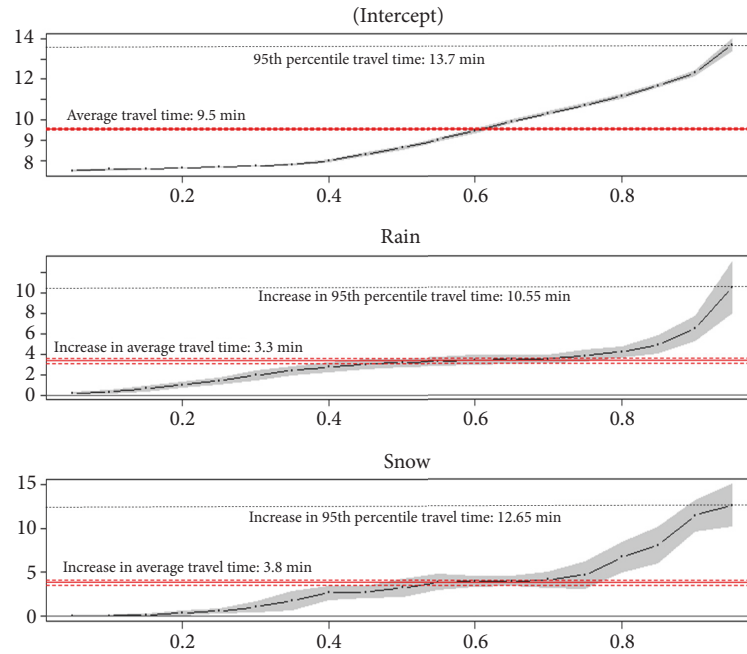 (Intercept)
14
12
10
9
8
95th percentile travel time: 13.7 min
Average travel time: 9.5 min
0.2 0.4 0.6 0.8
Rain
10
8
6
4
2
0
Increase in 95th percentile travel time: 10.55 min
Increase in average travel time: 3.3 min
0.2 0.4 0.6 0.8
Snow
15
10
5
0
Increase in 95th percentile travel time: 12.65 min
Increase in average travel time: 3.8 min
0.2 0.4 0.6 0.8